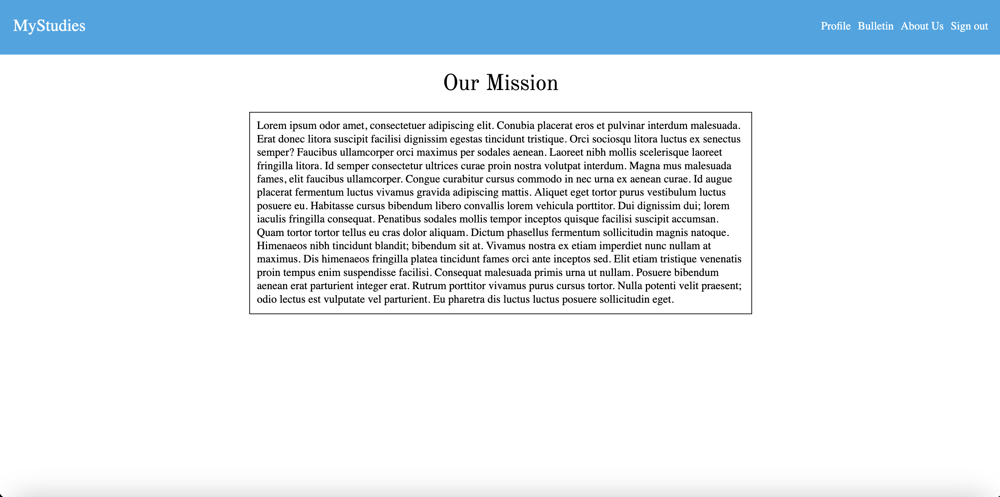 MyStudies
Profile Bulletin About Us Sign out
Our Mission
Lorem ipsum odor amet, consectetuer adipiscing elit. Conubia placerat eros et pulvinar interdum malesuada.
Erat donec litora suscipit facilisi dignissim egestas tincidunt tristique. Orci sociosqu litora luctus ex senectus
semper? Faucibus ullamcorper orci maximus per sodales aenean. Laoreet nibh mollis scelerisque laoreet
fringilla litora. Id semper consectetur ultrices curae proin nostra volutpat interdum. Magna mus malesuada
fames, elit faucibus ullamcorper. Congue curabitur cursus commodo in nec urna ex aenean curae. Id augue
placerat fermentum luctus vivamus gravida adipiscing mattis. Aliquet eget tortor purus vestibulum luctus
posuere eu. Habitasse cursus bibendum libero convallis lorem vehicula porttitor. Dui dignissim dui; lorem
iaculis fringilla consequat. Penatibus sodales mollis tempor inceptos quisque facilisi suscipit accumsan.
Quam tortor tortor tellus eu cras dolor aliquam. Dictum phasellus fermentum sollicitudin magnis natoque.
Himenaeos nibh tincidunt blandit; bibendum sit at. Vivamus nostra ex etiam imperdiet nunc nullam at
maximus. Dis himenaeos fringilla platea tincidunt fames orci ante inceptos sed. Elit etiam tristique venenatis
proin tempus enim suspendisse facilisi. Consequat malesuada primis urna ut nullam. Posuere bibendum
aenean erat parturient integer erat. Rutrum porttitor vivamus purus cursus tortor. Nulla potenti velit praesent;
odio lectus est vulputate vel parturient. Eu pharetra dis luctus luctus posuere sollicitudin eget.